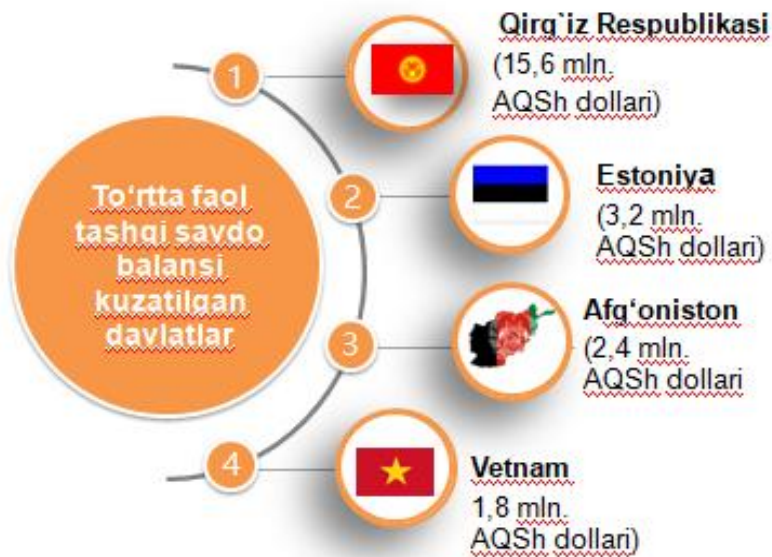 To‘rtta faol
tashqi savdo
balansi
kuzatilgan
davlatlar
1
Qirg`iz Respublikasi
(15,6 mln.
AQSh dollari)
2
Estoniya
(3,2 mln.
AQSh dollari)
3
Afg‘oniston
(2,4 mln.
AQSh dollari
4
Vetnam
1,8 mln.
AQSh dollari)